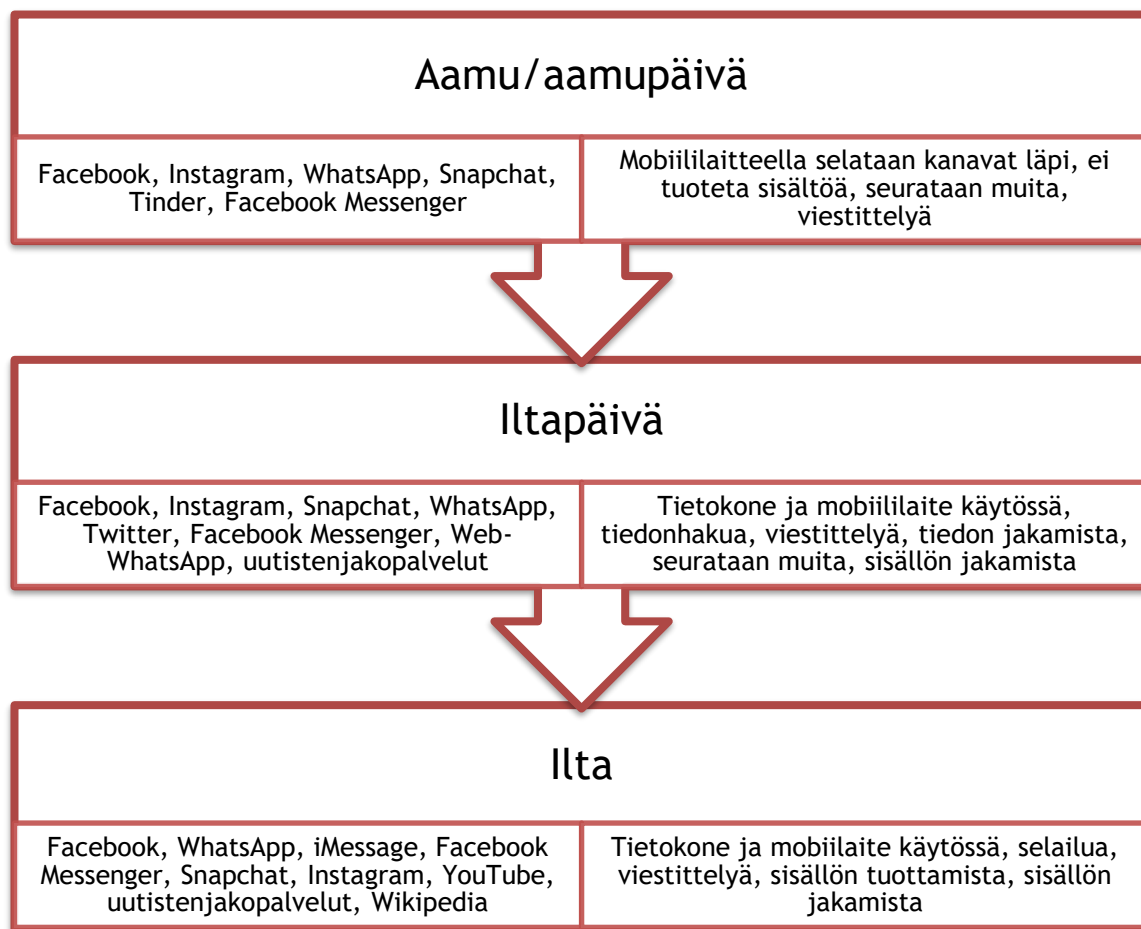 Aamu/aamupäivä
Facebook, Instagram, WhatsApp, Snapchat,
Tinder, Facebook Messenger
Mobiililaitteella selataan kanavat läpi, ei
tuoteta sisältöä, seurataan muita,
viestittelyä
Iltapäivä
Facebook, Instagram, Snapchat, WhatsApp,
Twitter, Facebook Messenger, Web-
WhatsApp, uutistenjakopalvelut
Tietokone ja mobiililaite käytössä,
tiedonhakua, viestittelyä, tiedon jakamista,
seurataan muita, sisällön jakamista
Ilta
Facebook, WhatsApp, iMessage, Facebook
Messenger, Snapchat, Instagram, YouTube,
uutistenjakopalvelut, Wikipedia
Tietokone ja mobiilaite käytössä, selailua,
viestittelyä, sisällön tuottamista, sisällön
jakamista